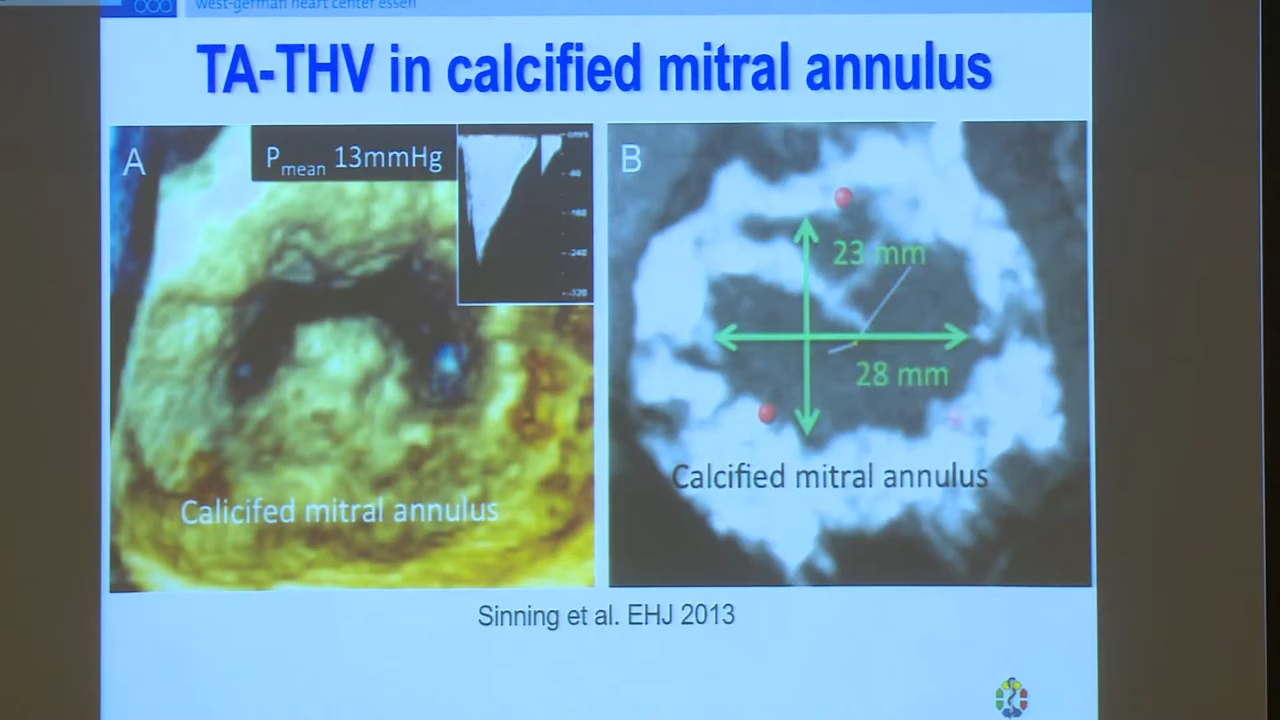 west-german heart center essen
TA-THV in calcified mitral annulus
A
Pmean 13mmHg
B
23 mm
28 mm
Calicifed mitral annulus
Calcified mitral annulus
Sinning et al. EHJ 2013